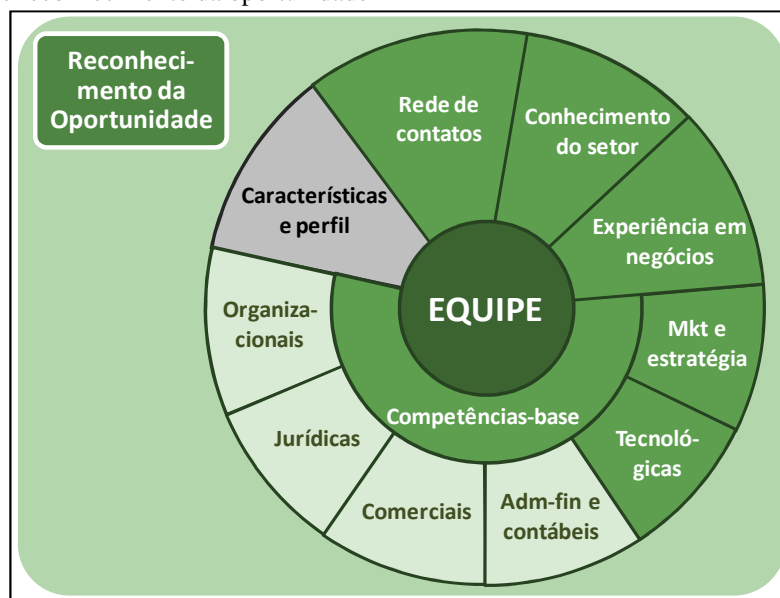 Reconheci-
mento da
Oportunidade
Rede de
contatos
Conhecimento
do setor
Características
e perfil
Experiência em
negócios
EQUIPE
Organiza-
cionais
Mkt e
estratégia
Competências-base
Jurídicas
Tecnoló-
gicas
Comerciais
Adm-fin e
contábeis